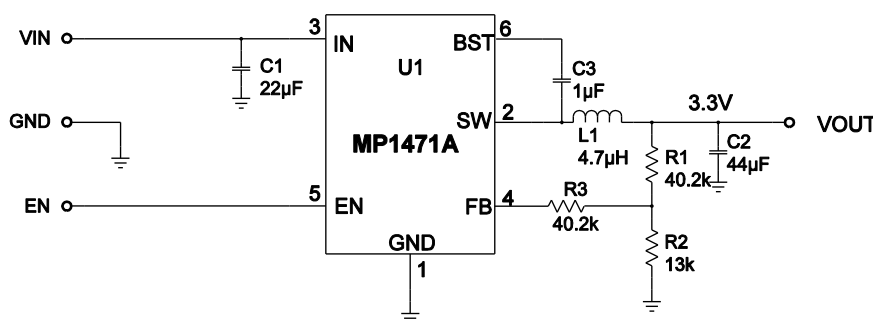 VIN
3
IN
6
BST
C1
22µF
U1
C3
1µF
GND
SW
2
3.3V
VOUT
MP1471A
L1
4.7µH
R1
40.2k
C2
44µF
EN
5
EN
FB
4
R3
40.2k
GND
1
R2
13k